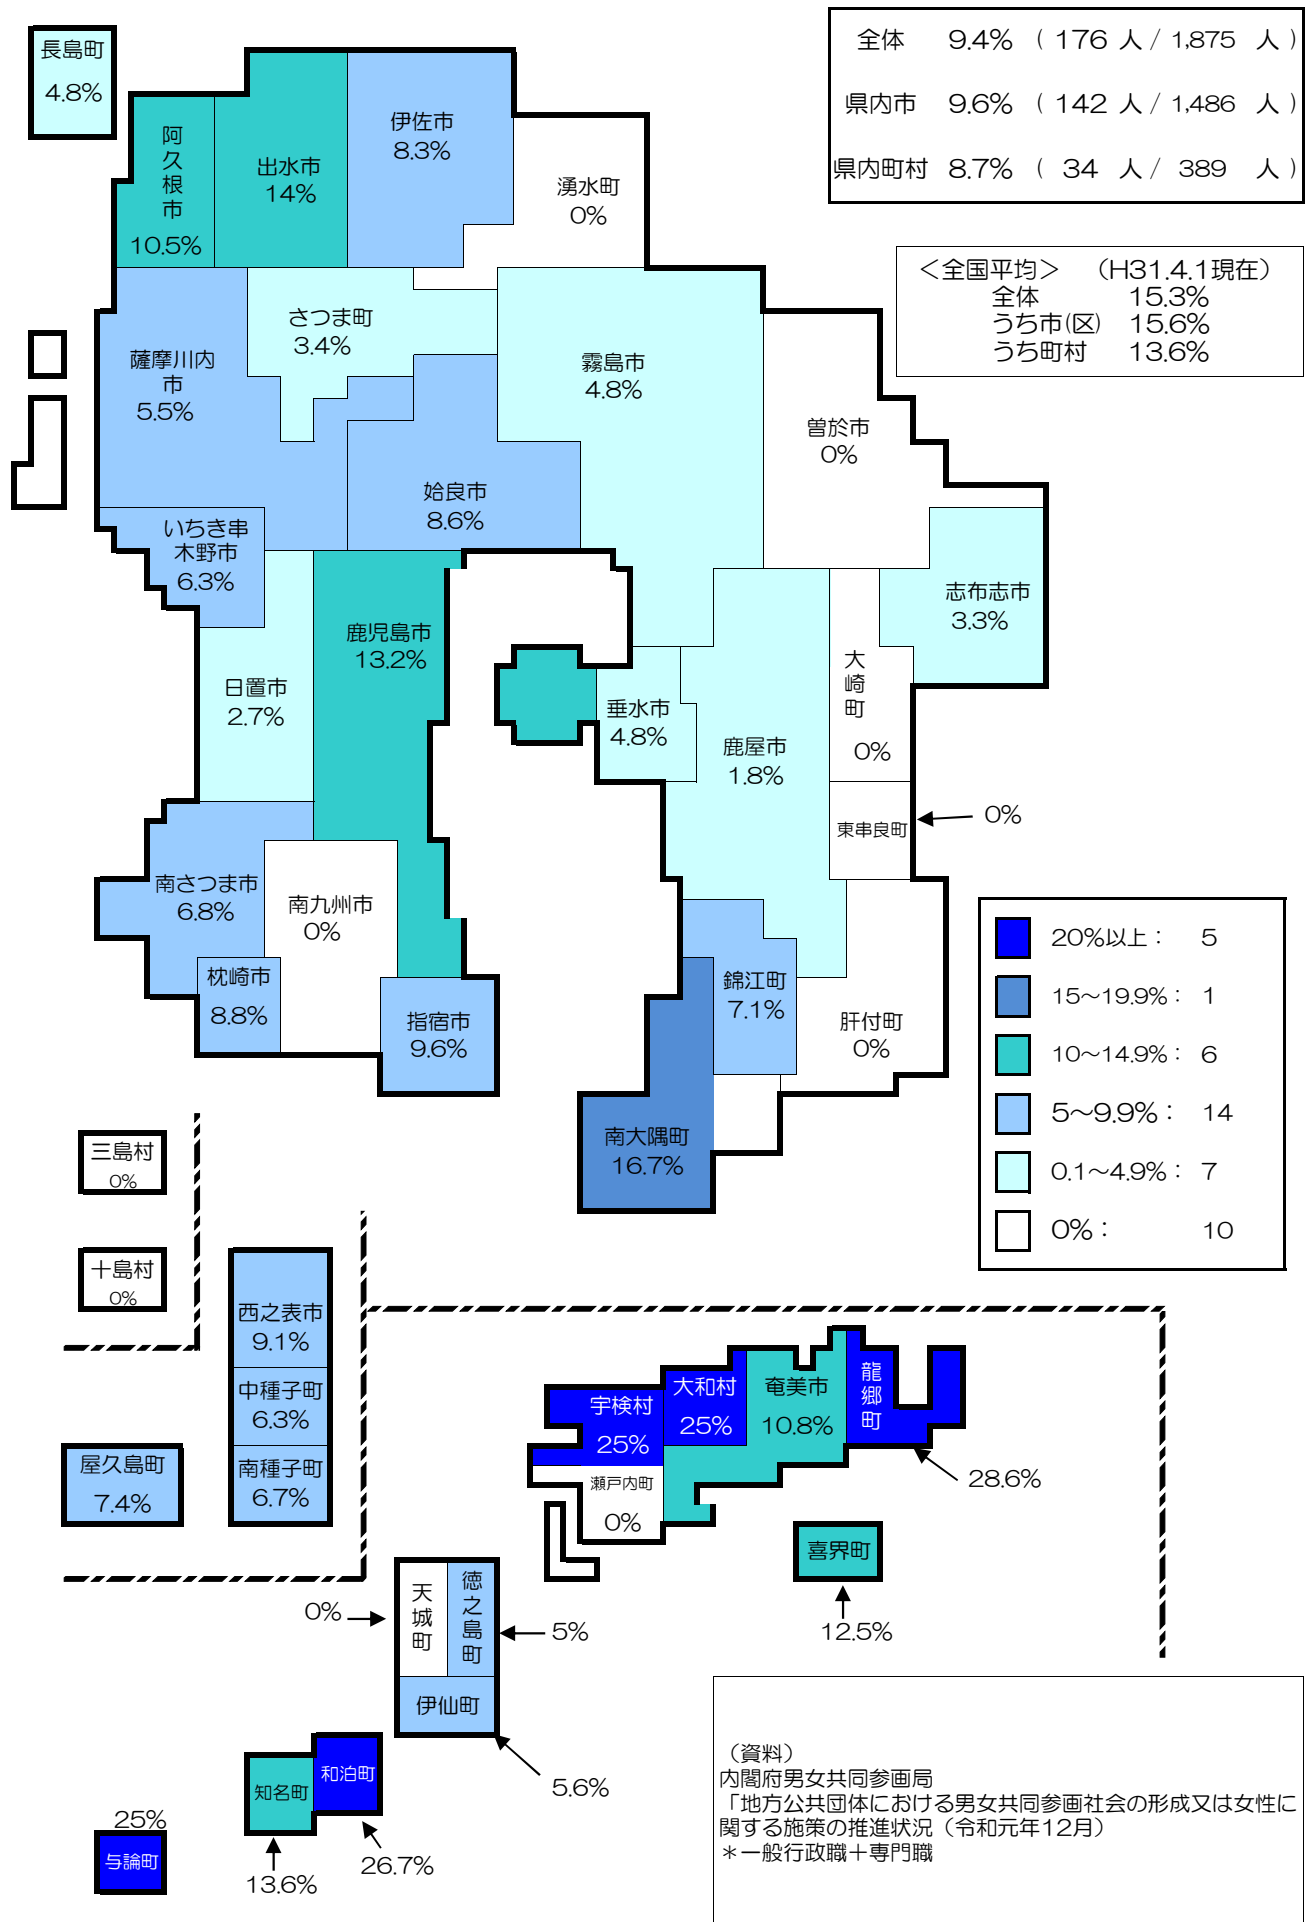 長島町
4.8%
全体 9.4% ( 176 人 / 1,875 人 )
県内市 9.6% ( 142 人 / 1,486 人 )
県内町村 8.7% ( 34 人 / 389 人 )
<全国平均> (H31.4.1現在)
全体 15.3%
うち市(区) 15.6%
うち町村 13.6%
阿久根市
10.5%
出水市
14%
伊佐市
8.3%
湧水町
0%
さつま町
3.4%
薩摩川内
市
5.5%
霧島市
4.8%
曽於市
0%
姶良市
8.6%
いちき串
木野市
6.3%
鹿児島市
13.2%
志布志市
3.3%
日置市
2.7%
垂水市
4.8%
鹿屋市
1.8%
大崎町
0%
東串良町
0%
南さつま市
6.8%
南九州市
0%
枕崎市
8.8%
指宿市
9.6%
錦江町
7.1%
肝付町
0%
南大隅町
16.7%
20%以上: 5
15～19.9%: 1
10～14.9%: 6
5～9.9%: 14
0.1～4.9%: 7
0%: 10
三島村
0%
十島村
0%
西之表市
9.1%
中種子町
6.3%
南種子町
6.7%
屋久島町
7.4%
宇検村
25%
大和村
25%
奄美市
10.8%
龍郷町
28.6%
瀬戸内町
0%
喜界町
12.5%
天城町
0%
徳之島町
5%
伊仙町
5.6%
知名町
13.6%
和泊町
26.7%
25%
与論町
(資料)
内閣府男女共同参画局
「地方公共団体における男女共同参画社会の形成又は女性に
関する施策の推進状況（令和元年12月）
＊一般行政職＋専門職